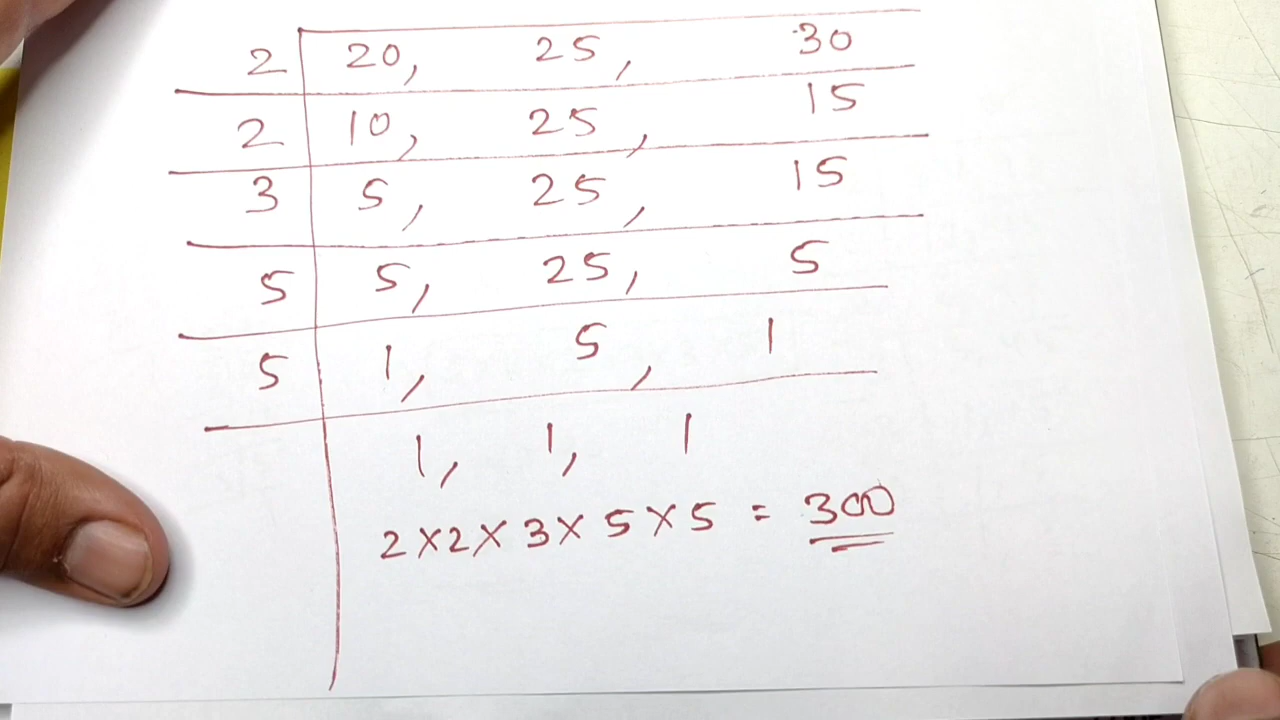 2 20, 25, 30
2 10, 25, 15
3 5, 25, 15
5 5, 25, 5
5 1, 5, 1
1, 1, 1
2×2×3×5×5 = 300